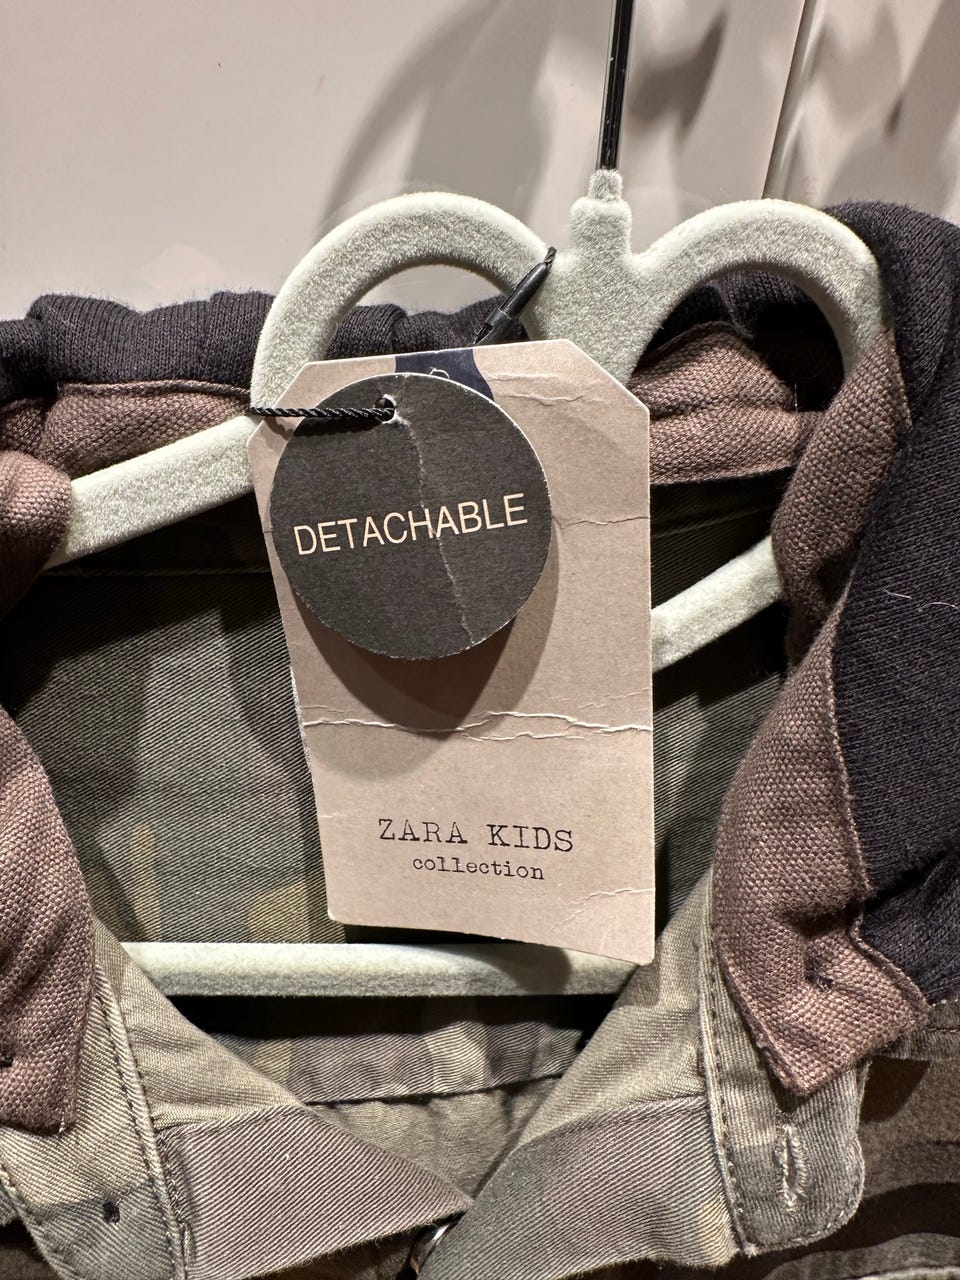 DETACHABLE
ZARA KIDS
collection